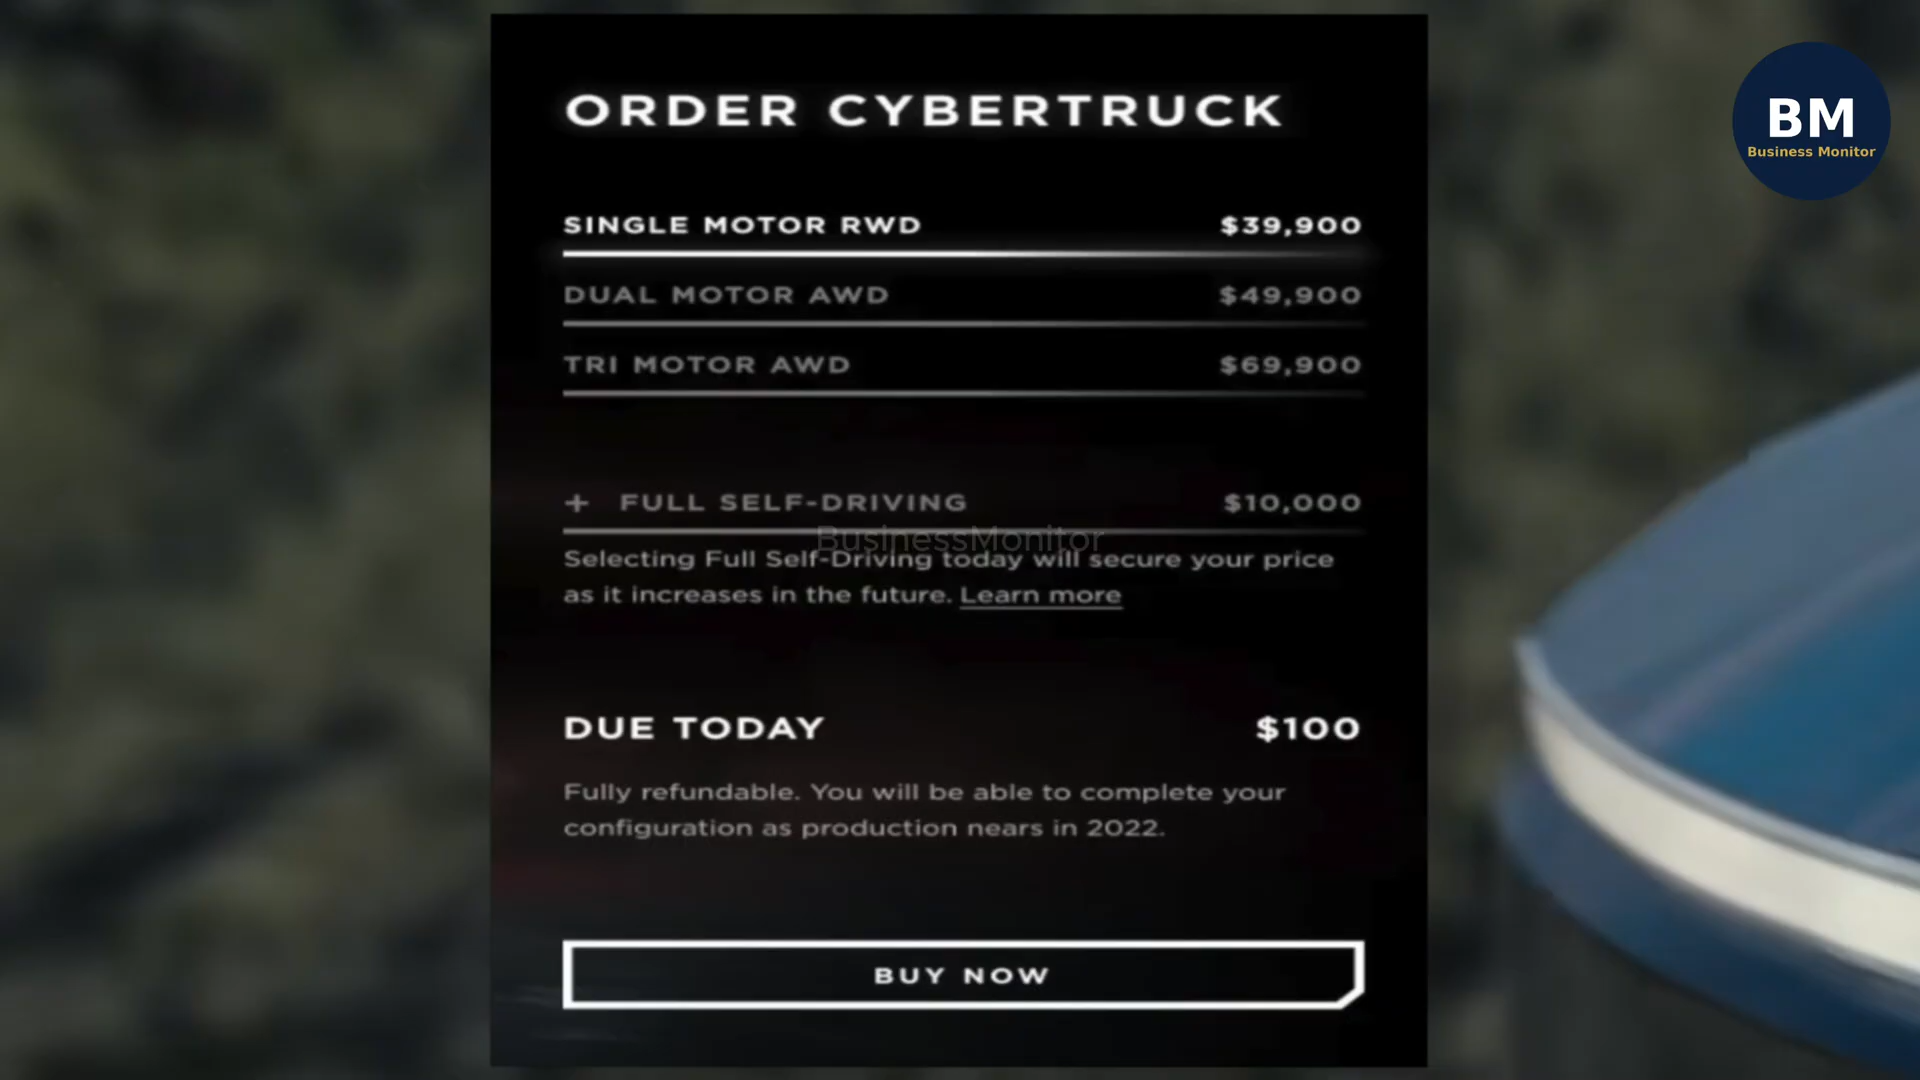 ORDER CYBERTRUCK
BM
Business Monitor
SINGLE MOTOR RWD $39,900
DUAL MOTOR AWD $49,900
TRI MOTOR AWD $69,900
+ FULL SELF-DRIVING $10,000
BusinessMonitor
Selecting Full Self-Driving today will secure your price
as it increases in the future. Learn more
DUE TODAY $100
Fully refundable. You will be able to complete your
configuration as production nears in 2022.
BUY NOW